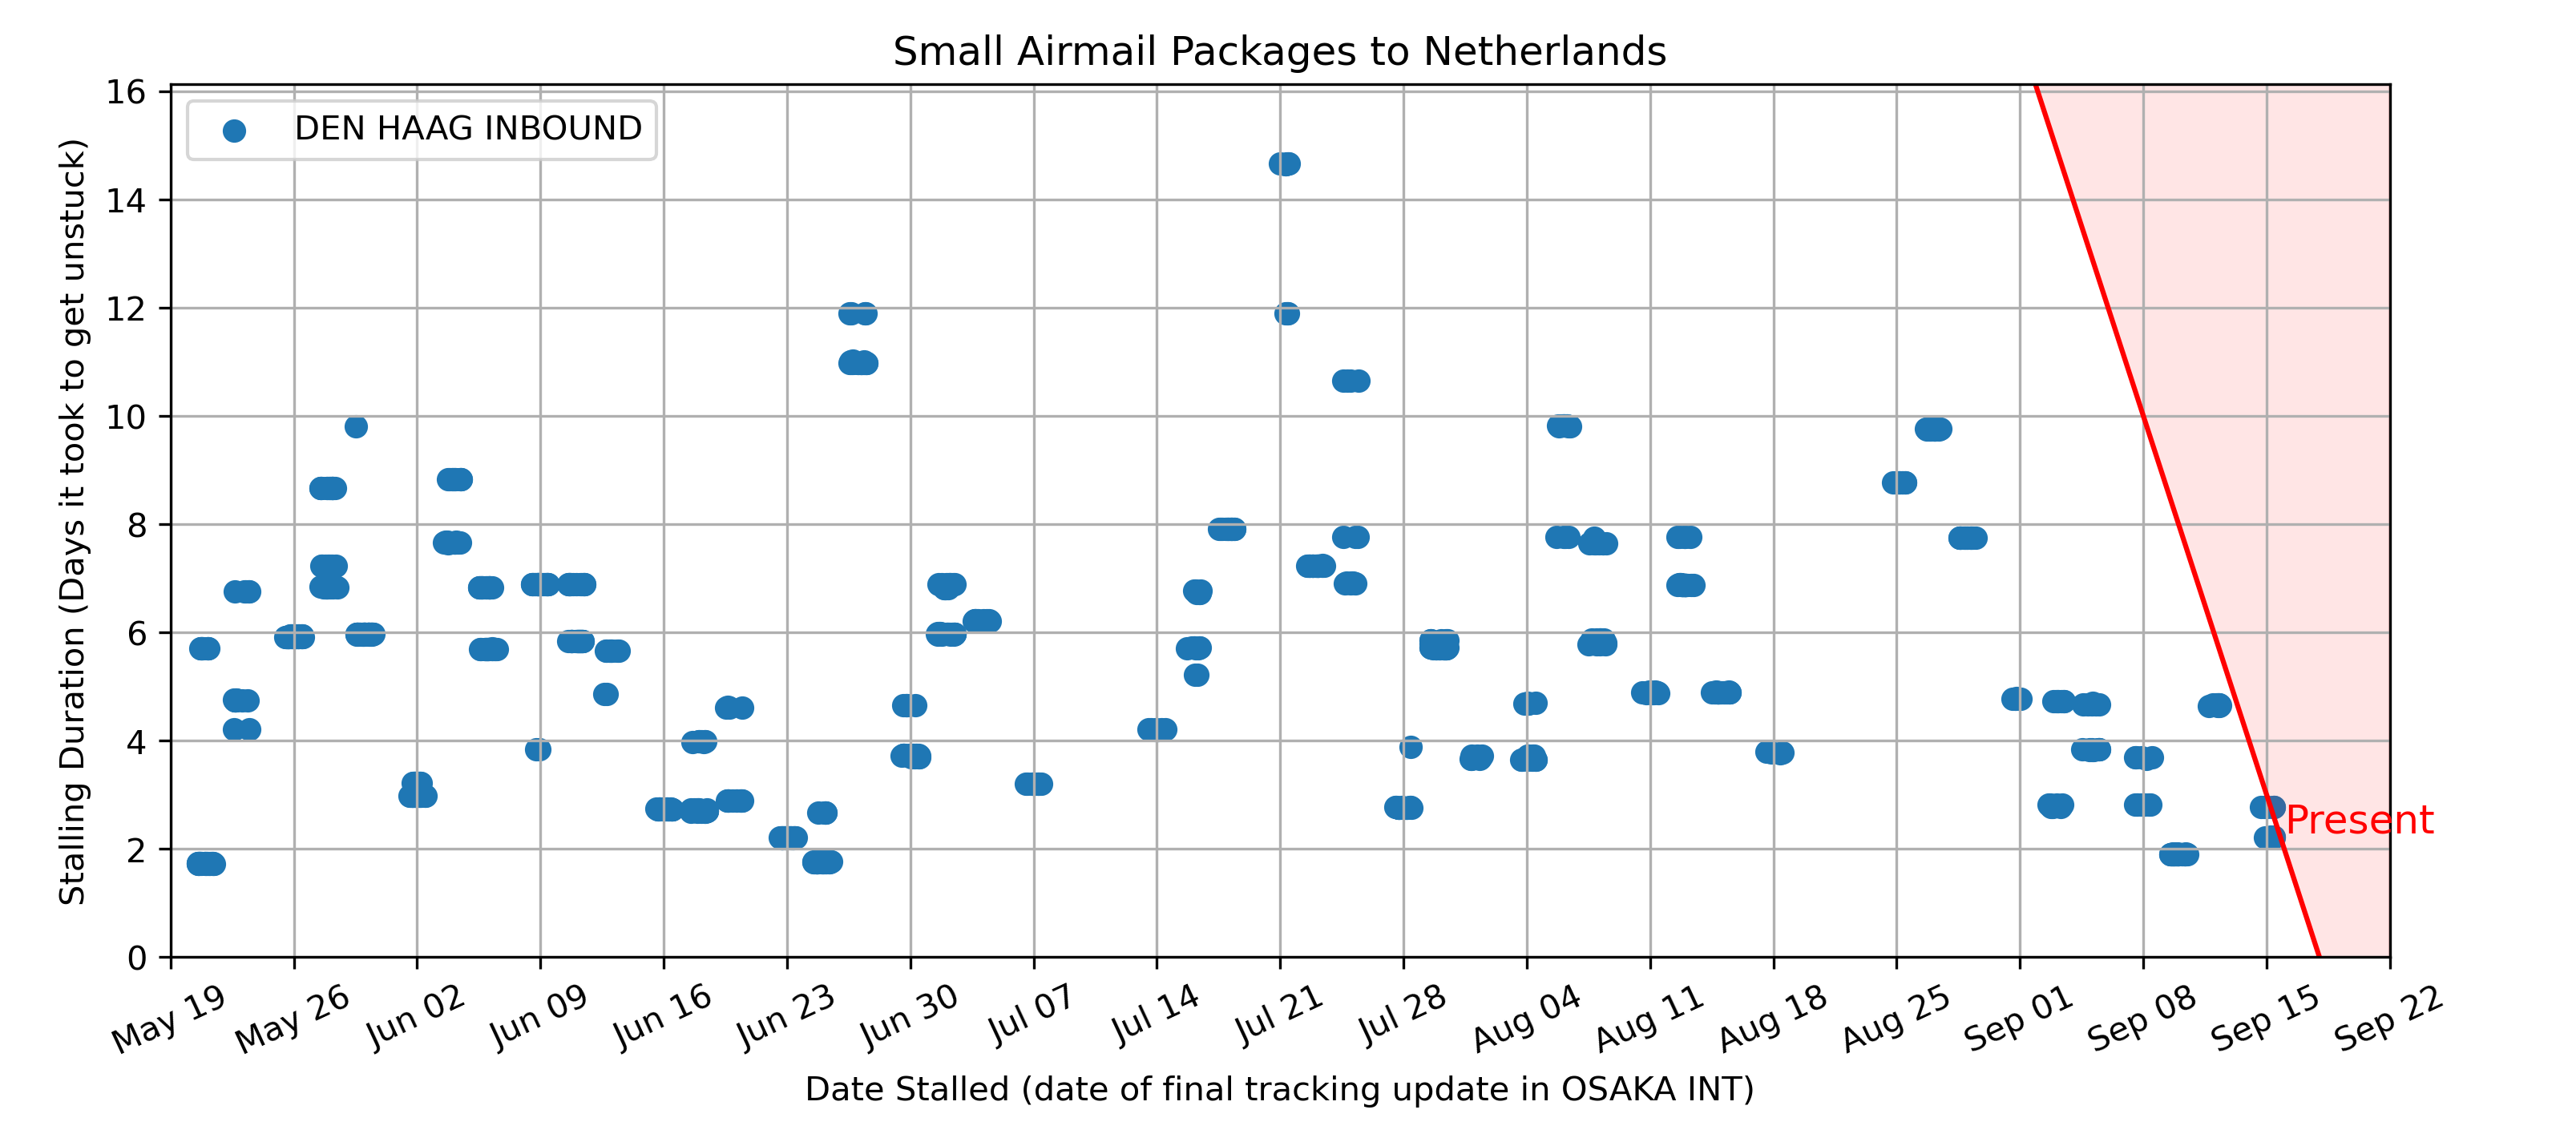 Small Airmail Packages to Netherlands
DEN HAAG INBOUND
Stalling Duration (Days it took to get unstuck)
16
14
12
10
8
6
4
2
0
Present
May 19 May 26 Jun 02 Jun 09 Jun 16 Jun 23 Jun 30 Jul 07 Jul 14 Jul 21 Jul 28 Aug 04 Aug 11 Aug 18 Aug 25 Sep 01 Sep 08 Sep 15 Sep 22
Date Stalled (date of final tracking update in OSAKA INT)